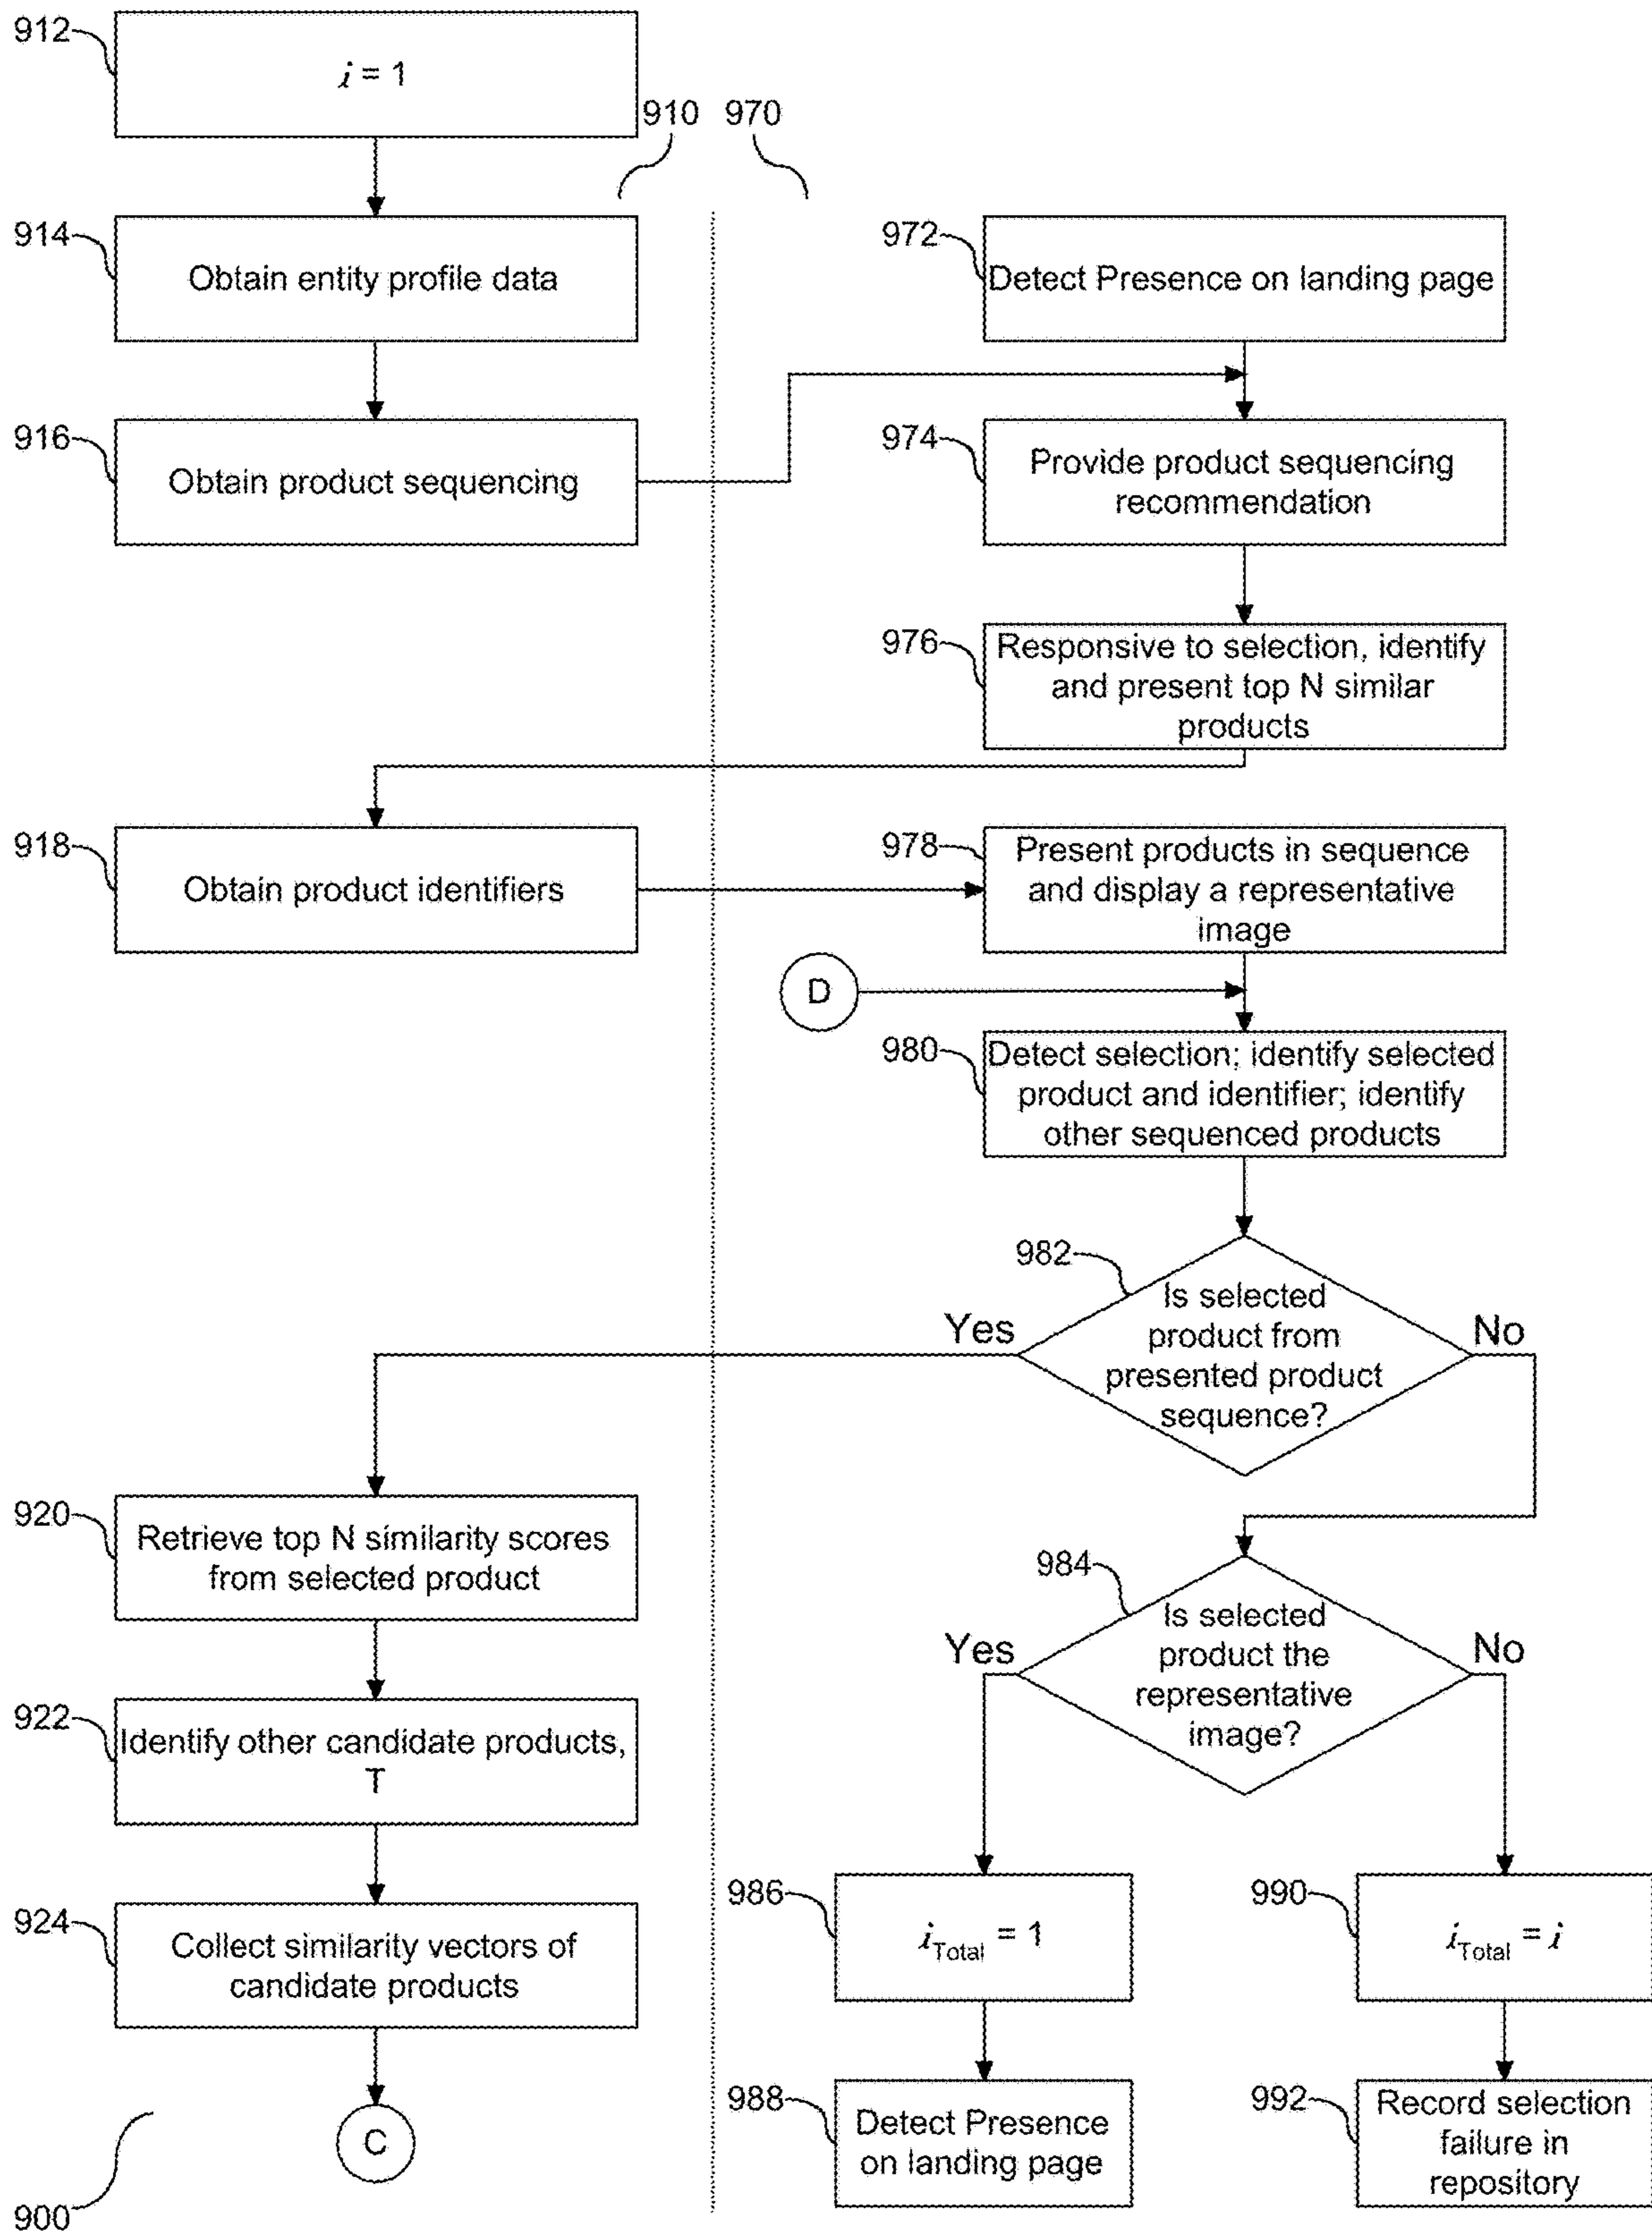 912
i = 1
910
970
914
Obtain entity profile data
972
Detect Presence on landing page
916
Obtain product sequencing
974
Provide product sequencing
recommendation
976
Responsive to selection, identify
and present top N similar
products
918
Obtain product identifiers
978
Present products in sequence
and display a representative
image
D
980
Detect selection; identify selected
product and identifier; identify
other sequenced products
982
Is selected
product from
presented product
sequence?
Yes
No
920
Retrieve top N similarity scores
from selected product
984
Is selected
product the
representative
image?
Yes
No
922
Identify other candidate products,
T
924
Collect similarity vectors of
candidate products
986
iTotal = 1
990
iTotal = i
988
Detect Presence
on landing page
992
Record selection
failure in
repository
C
900